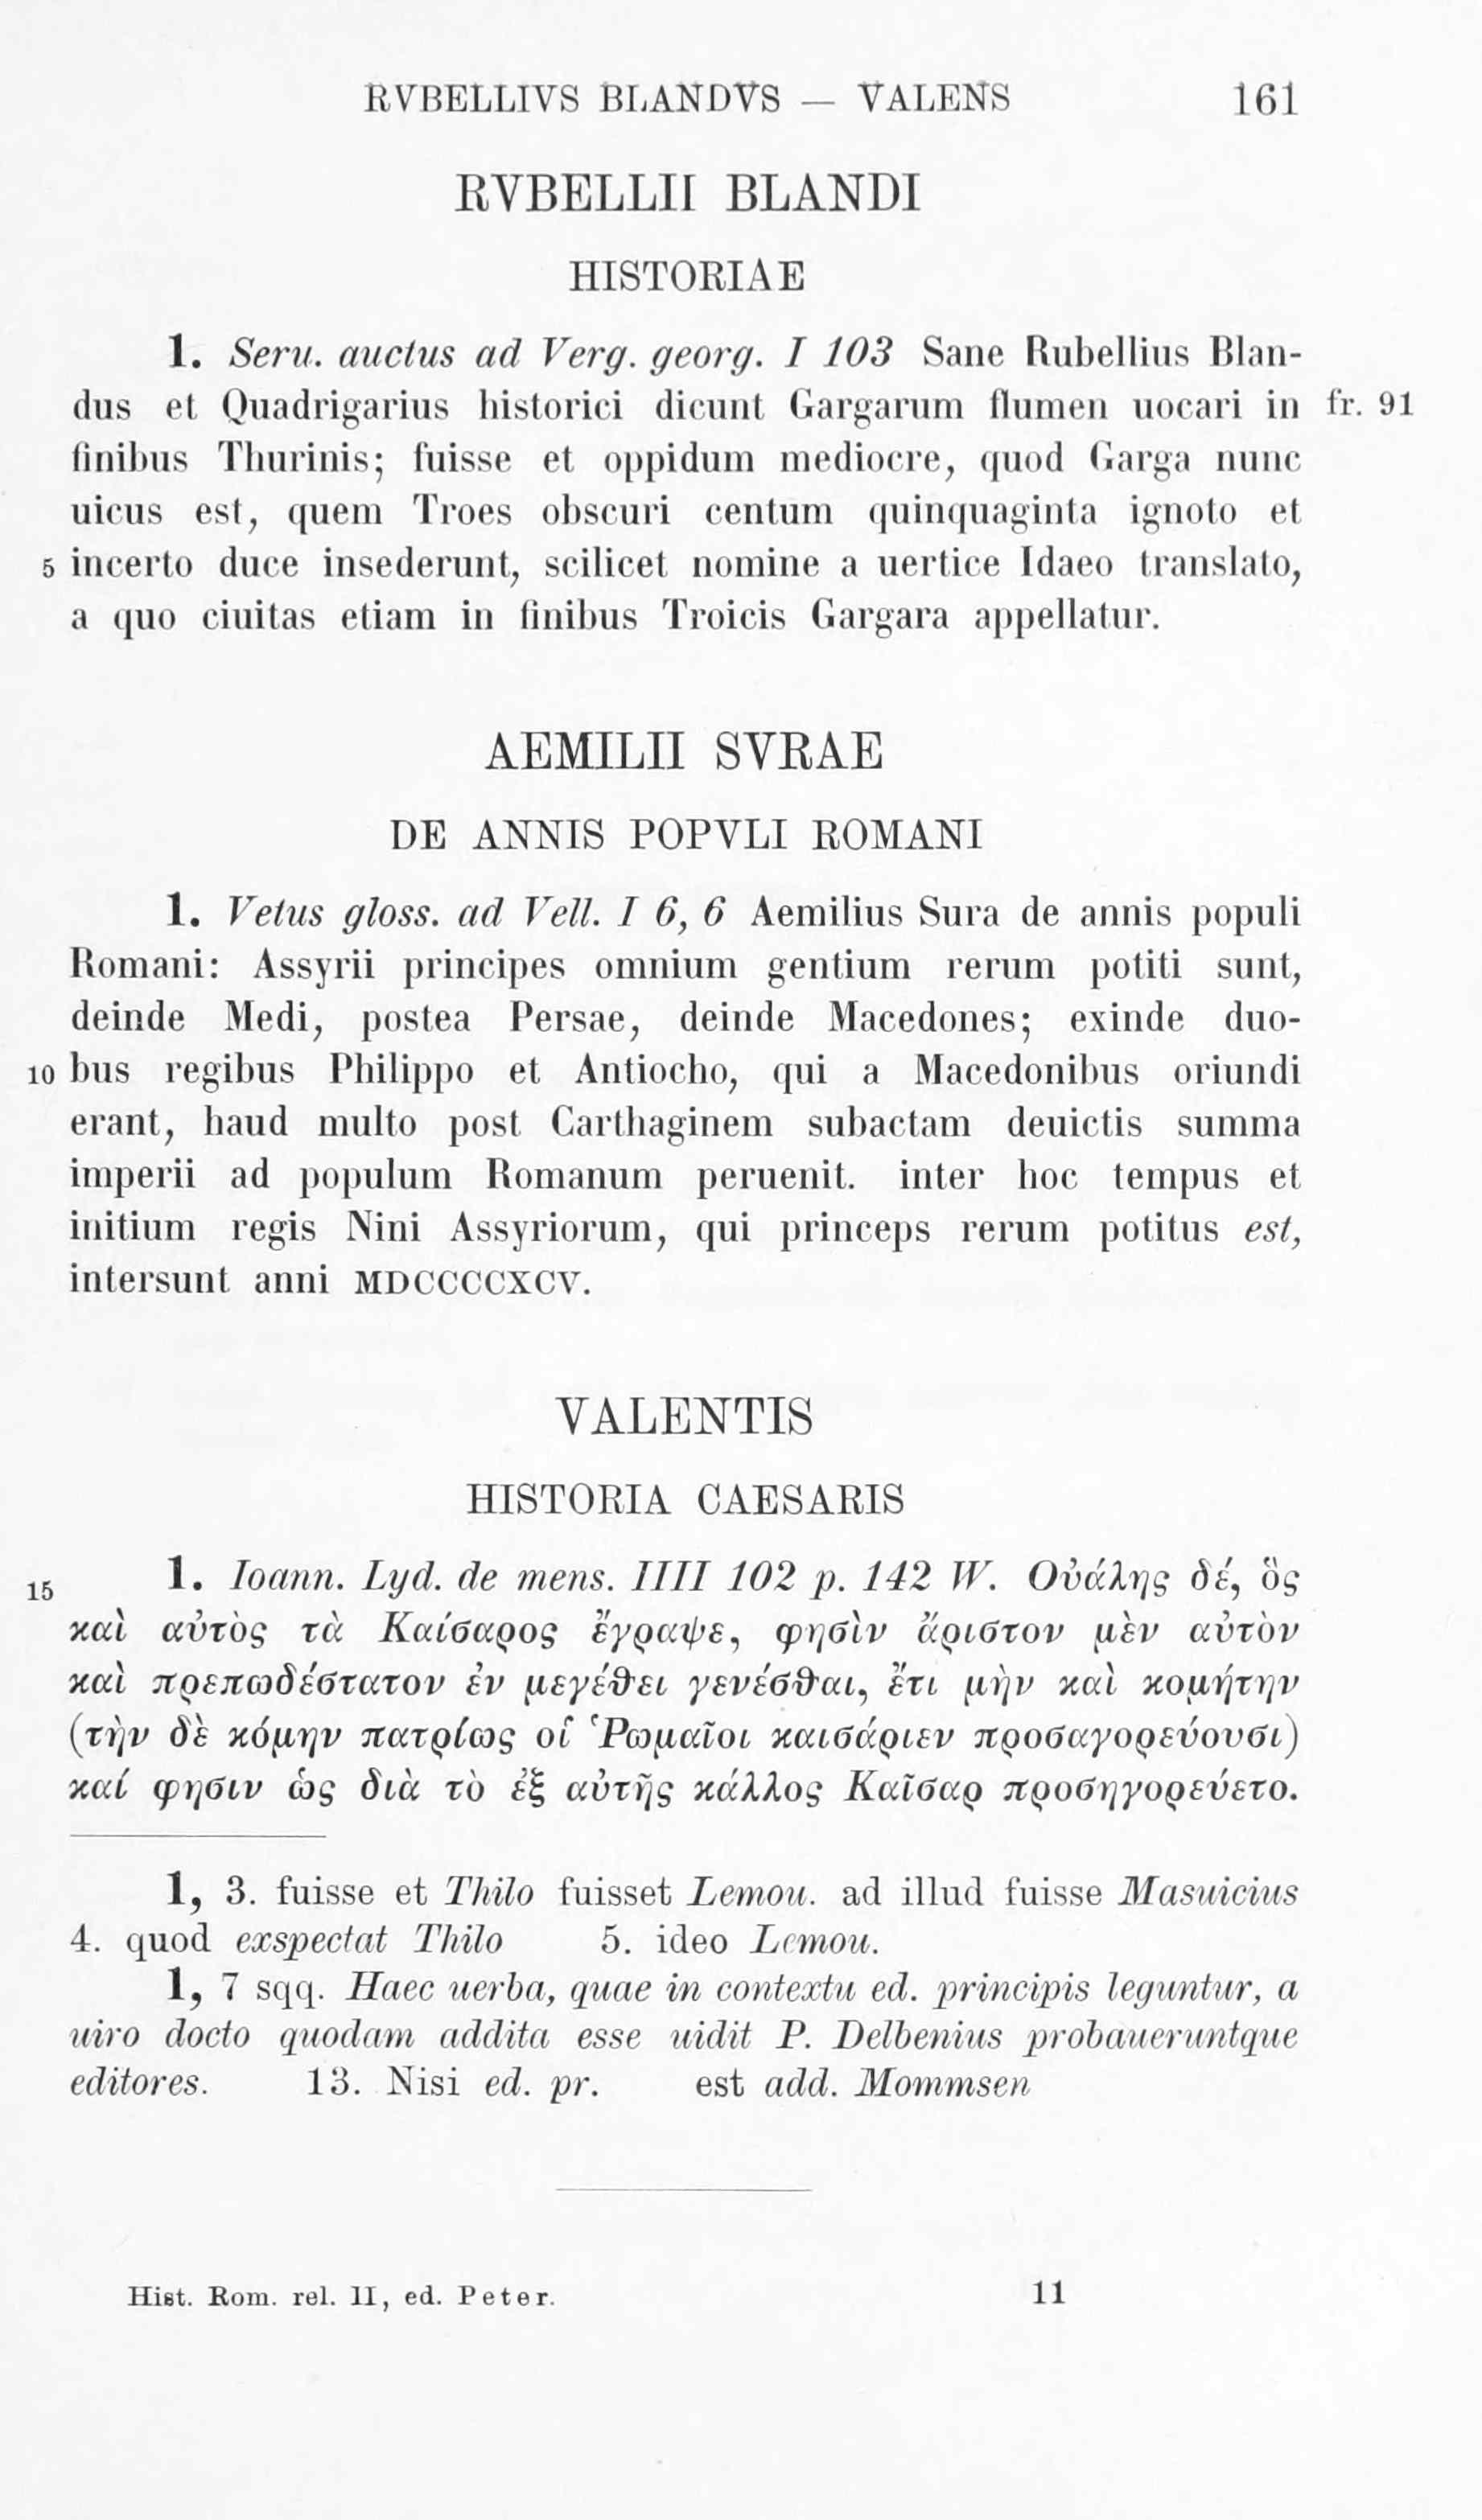 RVBELLIVS BLANDVS — VALENS 161
RVBELLII BLANDI
HISTORIAE
1. Seru. auctus ad Verg. georg. I 103 Sane Rubellius Blan-
dus et Quadrigarius historici dicunt Gargarum flumen uocari in fr. 91
finibus Thurinis; fuisse et oppidum mediocre, quod Garga nunc
uicus est, quem Troes obscuri centum quinquaginta ignoto et
5 incerto duce insederunt, scilicet nomine a uertice Idaeo translato,
a quo ciuitas etiam in finibus Troicis Gargara appellatur.
AEMILII SVRAE
DE ANNIS POPVLI ROMANI
1. Vetus gloss. ad Vell. I 6, 6 Aemilius Sura de annis populi
Romani: Assyrii principes omnium gentium rerum potiti sunt,
deinde Medi, postea Persae, deinde Macedones; exinde duo-
10 bus regibus Philippo et Antiocho, qui a Macedonibus oriundi
erant, haud multo post Carthaginem subactam deuictis summa
imperii ad populum Romanum peruenit. inter hoc tempus et
initium regis Nini Assyriorum, qui princeps rerum potitus est,
intersunt anni MDCCCCXCV.
VALENTIS
HISTORIA CAESARIS
15 1. Ioann. Lyd. de mens. IIII 102 p. 142 W. Οὐάλης δέ, ὃς
καὶ αὐτὸς τὰ Καίσαρος ἔγραψε, φησὶν ἄριστον μὲν αὐτὸν
καὶ πρεπωδέστατον ἐν μεγέθει γενέσθαι, ἔτι μὴν καὶ κομήτην
(τὴν δὲ κόμην πατρίως οἱ Ῥωμαῖοι καισάριεν προσαγορεύουσι)
καί φησιν ὡς διὰ τὸ ἐξ αὐτῆς κάλλος Καῖσαρ προσηγορεύετο.
1, 3. fuisse et Thilo fuisset Lemou. ad illud fuisse Masuicius
4. quod exspectat Thilo 5. ideo Lemou.
1, 7 sqq. Haec uerba, quae in contextu ed. principis leguntur, a
uiro docto quodam addita esse uidit P. Delbenius probaueruntque
editores. 13. Nisi ed. pr. est add. Mommsen
Hist. Rom. rel. II, ed. Peter. 11